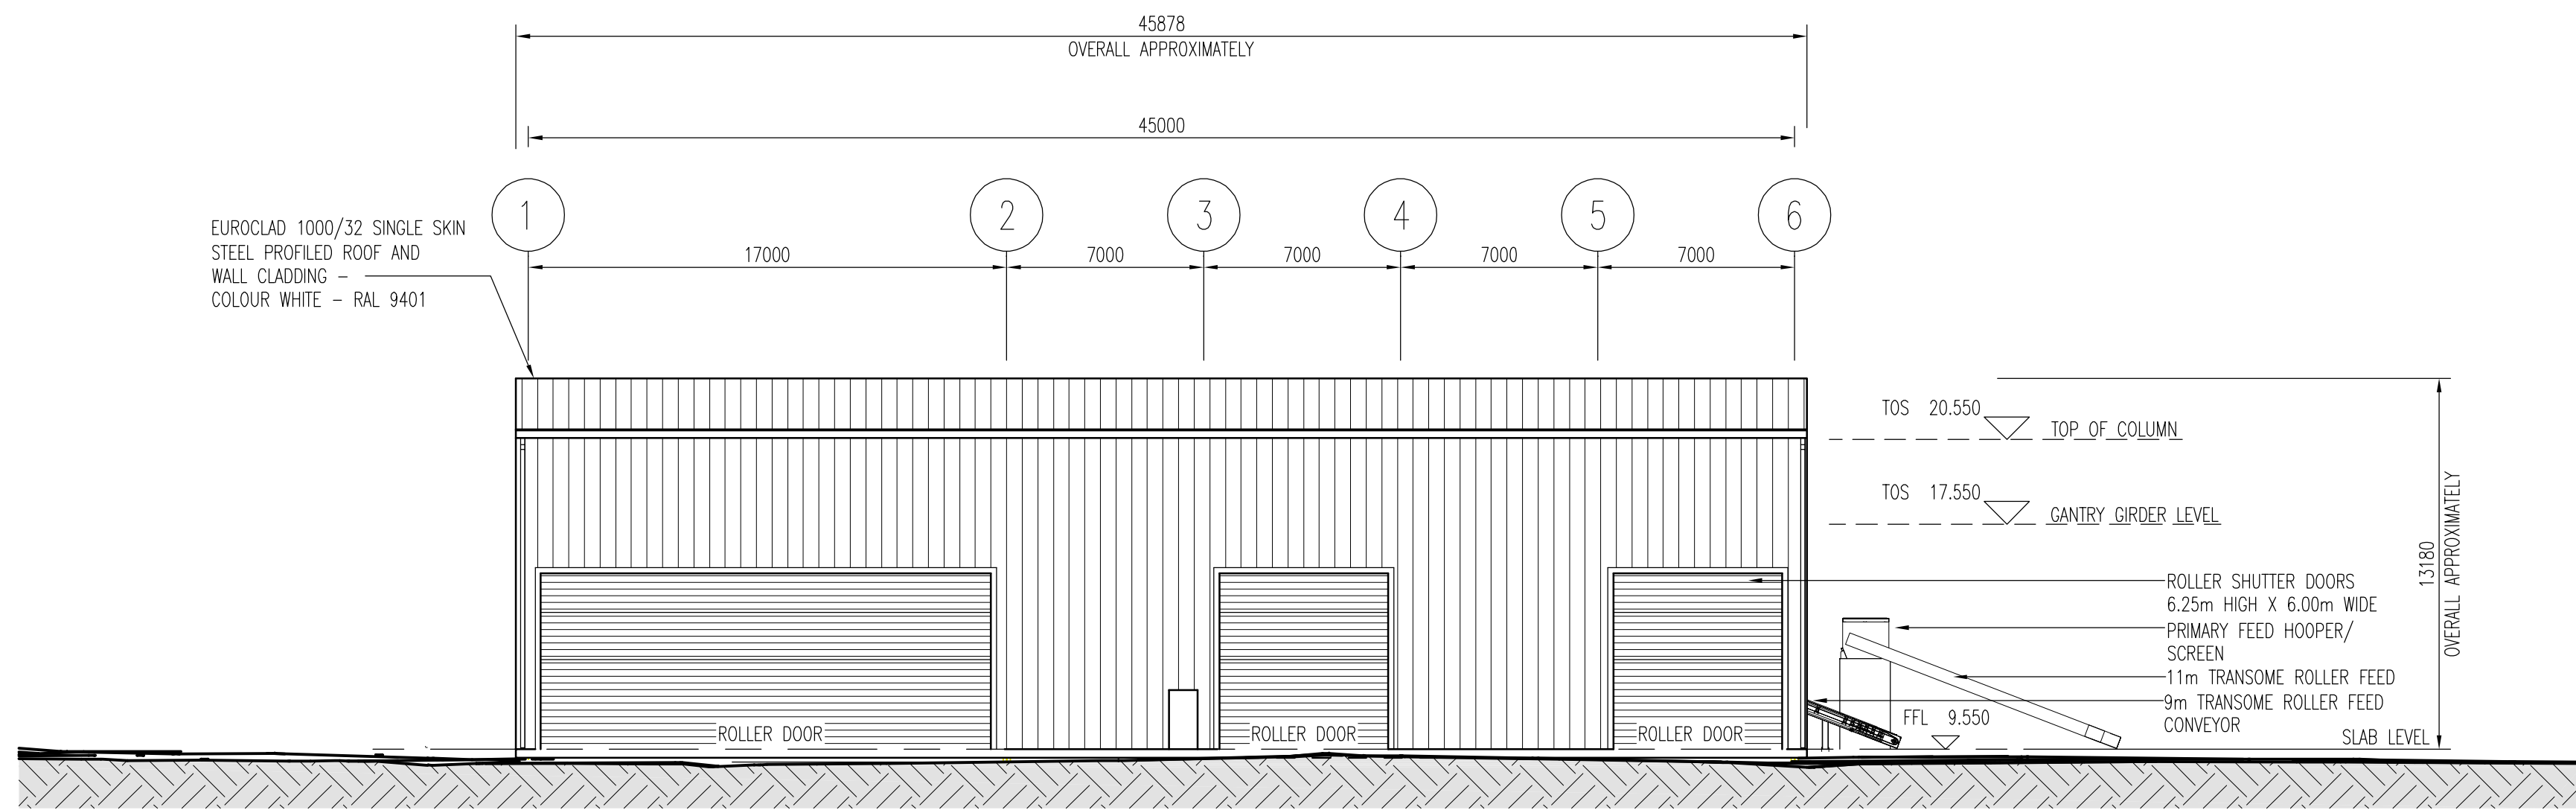 45878
OVERALL APPROXIMATELY
45000
1
2
3
4
5
6
EUROCLAD 1000/32 SINGLE SKIN
STEEL PROFILED ROOF AND
WALL CLADDING –
COLOUR WHITE – RAL 9401
17000
7000
7000
7000
7000
TOS 20.550
TOP OF COLUMN
TOS 17.550
GANTRY GIRDER LEVEL
13180
OVERALL APPROXIMATELY
ROLLER SHUTTER DOORS
6.25m HIGH X 6.00m WIDE
PRIMARY FEED HOOPER/
SCREEN
11m TRANSOME ROLLER FEED
9m TRANSOME ROLLER FEED
CONVEYOR
FFL 9.550
SLAB LEVEL
ROLLER DOOR
ROLLER DOOR
ROLLER DOOR